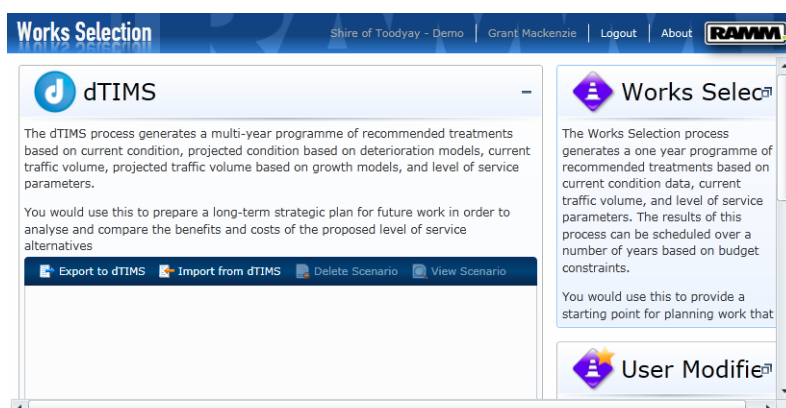 Works Selection
Shire of Toodyay - Demo Grant Mackenzie Logout About RAMM
dTIMS
The dTIMS process generates a multi-year programme of recommended treatments
based on current condition, projected condition based on deterioration models, current
traffic volume, projected traffic volume based on growth models, and level of service
parameters.
You would use this to prepare a long-term strategic plan for future work in order to
analyse and compare the benefits and costs of the proposed level of service
alternatives
Export to dTIMS Import from dTIMS Delete Scenario View Scenario
Works Selec
The Works Selection process
generates a one year programme of
recommended treatments based on
current condition data, current
traffic volume, and level of service
parameters. The results of this
process can be scheduled over a
number of years based on budget
constraints.
You would use this to provide a
starting point for planning work that
User Modifie